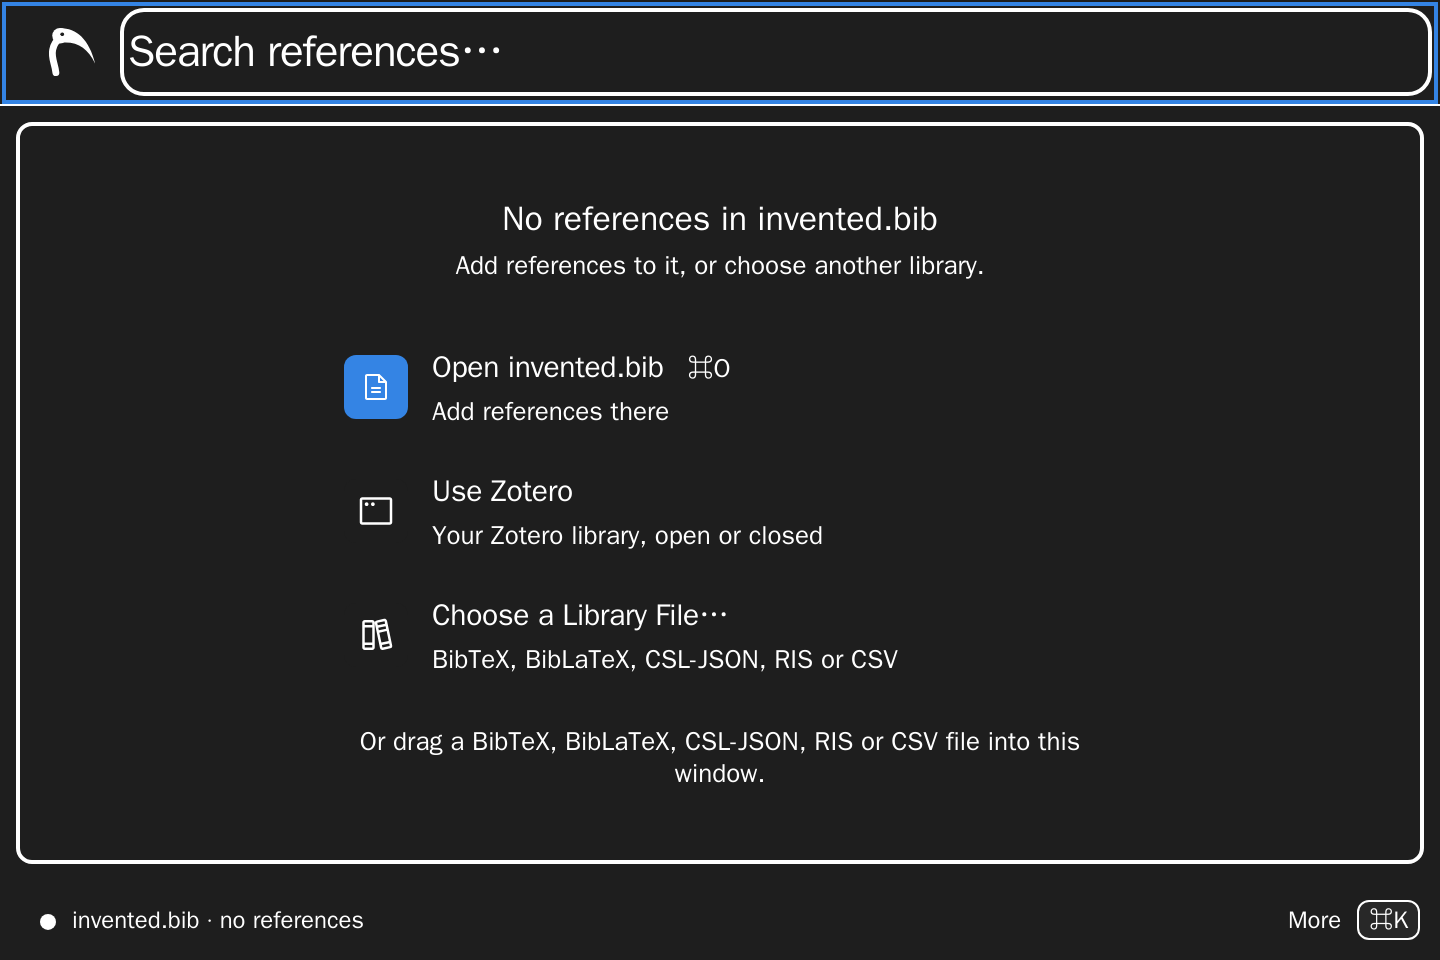 Search references…
No references in invented.bib
Add references to it, or choose another library.
Open invented.bib ⌘O
Add references there
Use Zotero
Your Zotero library, open or closed
Choose a Library File…
BibTeX, BibLaTeX, CSL-JSON, RIS or CSV
Or drag a BibTeX, BibLaTeX, CSL-JSON, RIS or CSV file into this
window.
invented.bib · no references
More ⌘K